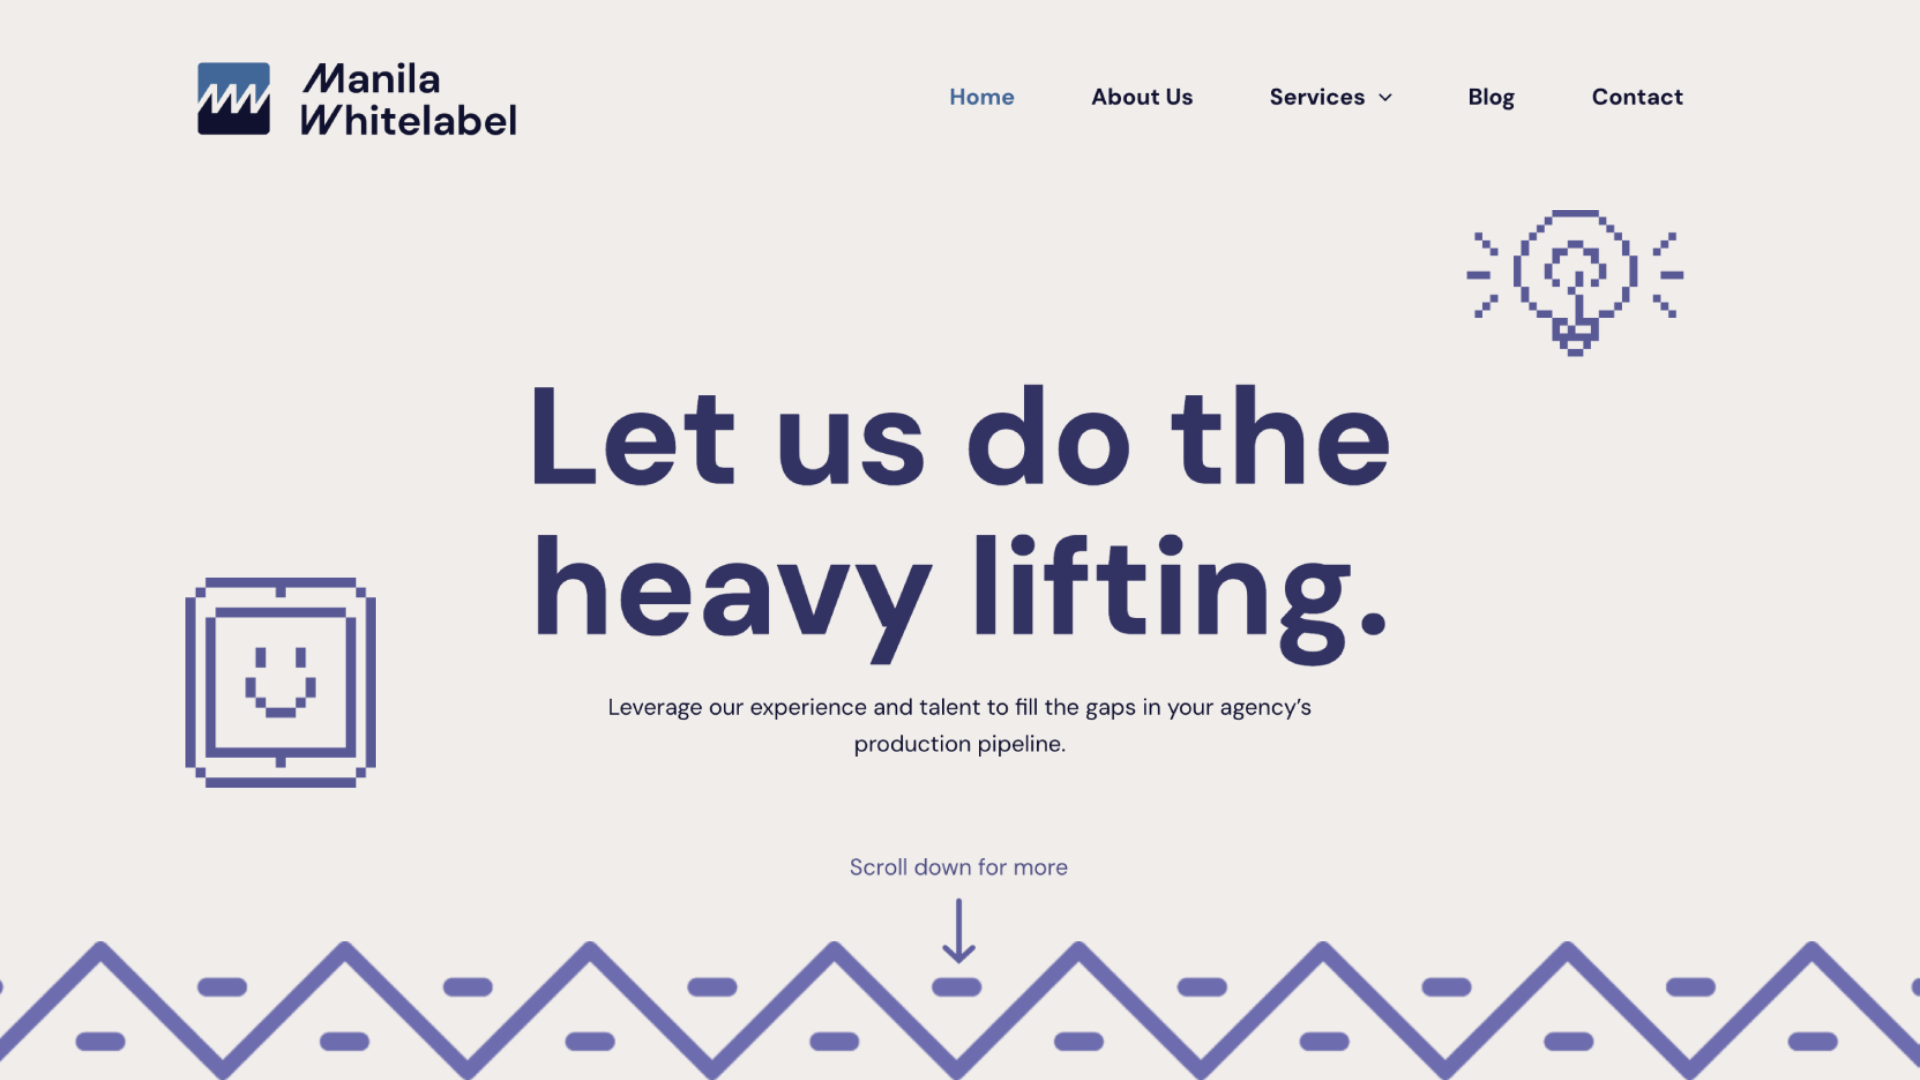 Manila
Whitelabel
Home
About Us
Services
Blog
Contact
Let us do the
heavy lifting.
Leverage our experience and talent to fill the gaps in your agency’s
production pipeline.
Scroll down for more